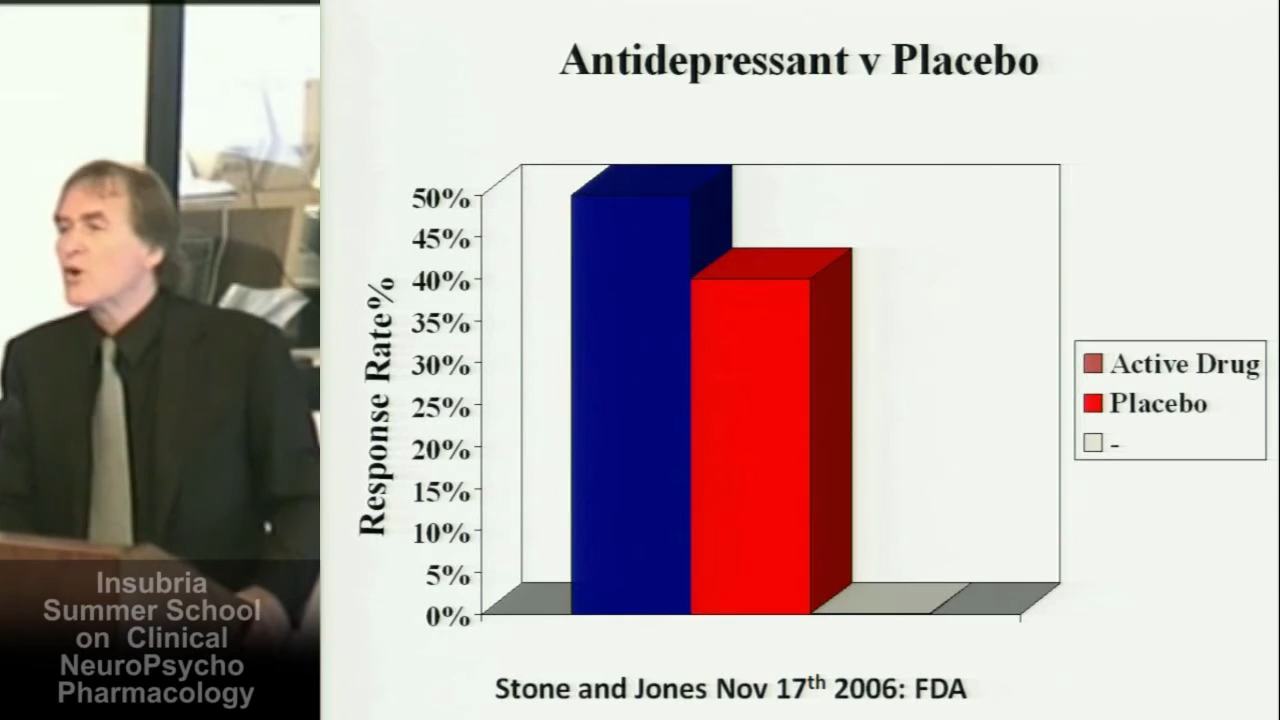 Antidepressant v Placebo
50%
45%
40%
35%
30%
25%
20%
15%
10%
5%
0%
Response Rate%
Active Drug
Placebo
-
Stone and Jones Nov 17th 2006: FDA
Insubria
Summer School
on Clinical
NeuroPsycho
Pharmacology